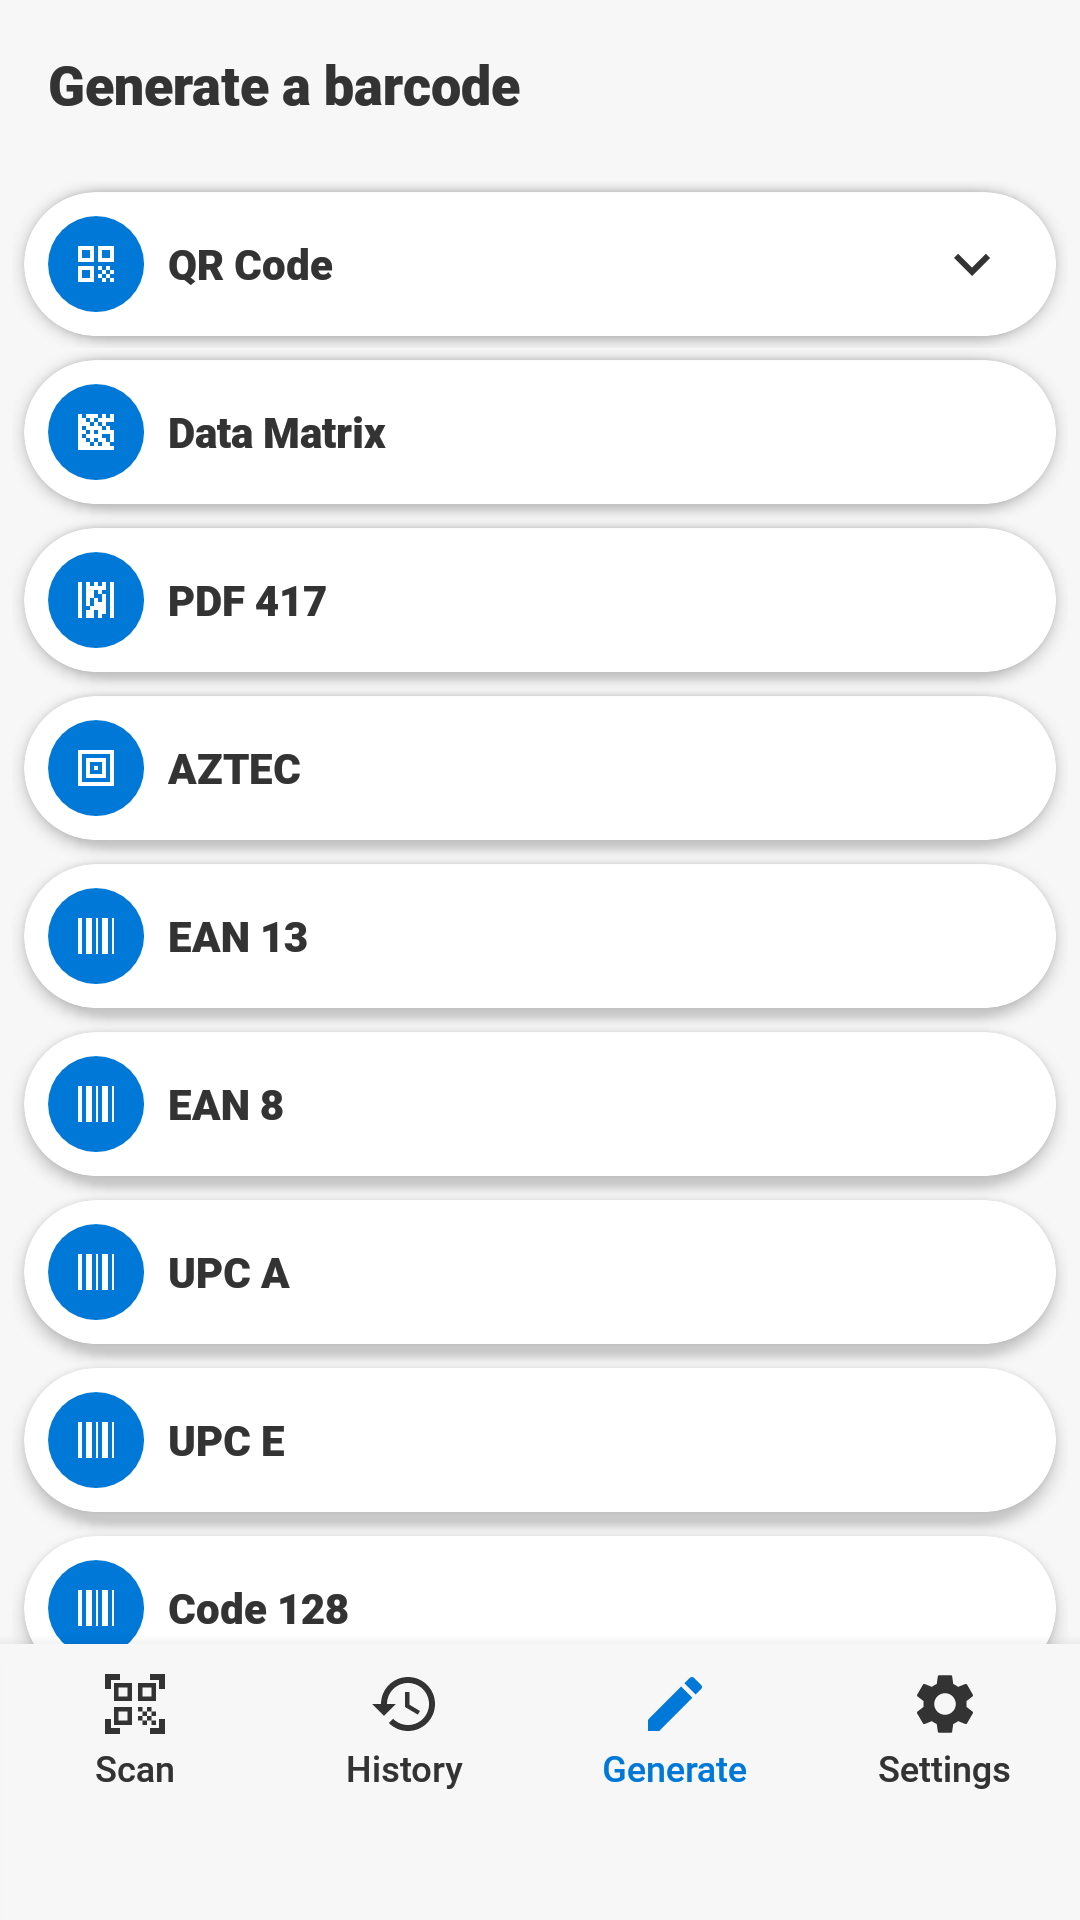 Generate a barcode
QR Code
Data Matrix
PDF 417
AZTEC
EAN 13
EAN 8
UPC A
UPC E
Code 128
Scan
History
Generate
Settings